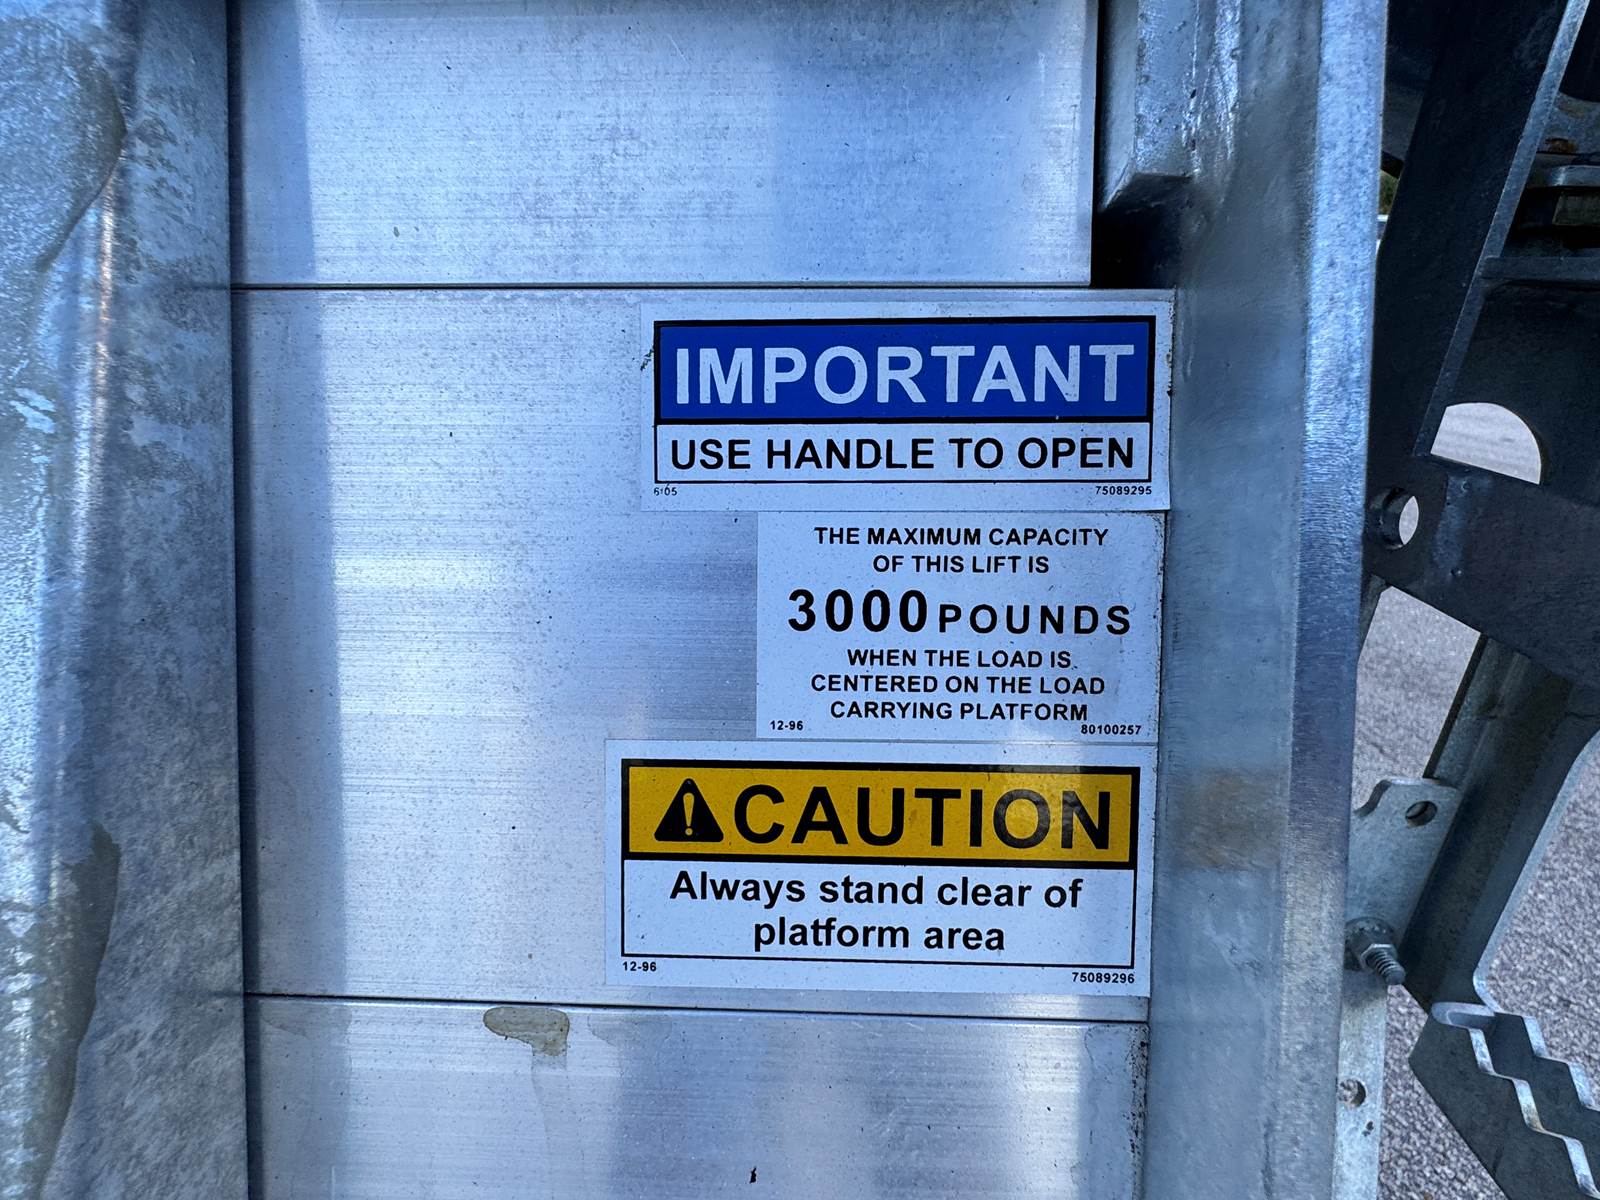 IMPORTANT
USE HANDLE TO OPEN
6-05 75089295
THE MAXIMUM CAPACITY
OF THIS LIFT IS
3000 POUNDS
WHEN THE LOAD IS
CENTERED ON THE LOAD
CARRYING PLATFORM
12-96 80100257
CAUTION
Always stand clear of
platform area
12-96 75089296